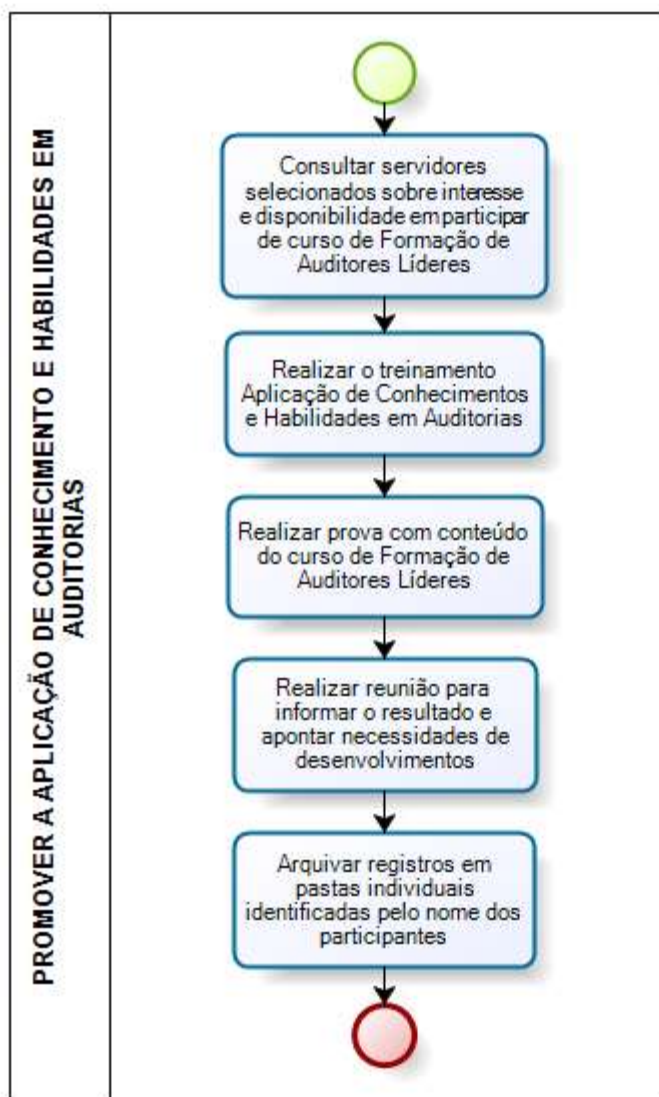 PROMOVER A APLICAÇÃO DE CONHECIMENTO E HABILIDADES EM
AUDITORIAS
Consultar servidores
selecionados sobre interesse
e disponibilidade em participar
de curso de Formação de
Auditores Líderes
Realizar o treinamento
Aplicação de Conhecimentos
e Habilidades em Auditorias
Realizar prova com conteúdo
do curso de Formação de
Auditores Líderes
Realizar reunião para
informar o resultado e
apontar necessidades de
desenvolvimentos
Arquivar registros em
pastas individuais
identificadas pelo nome dos
participantes